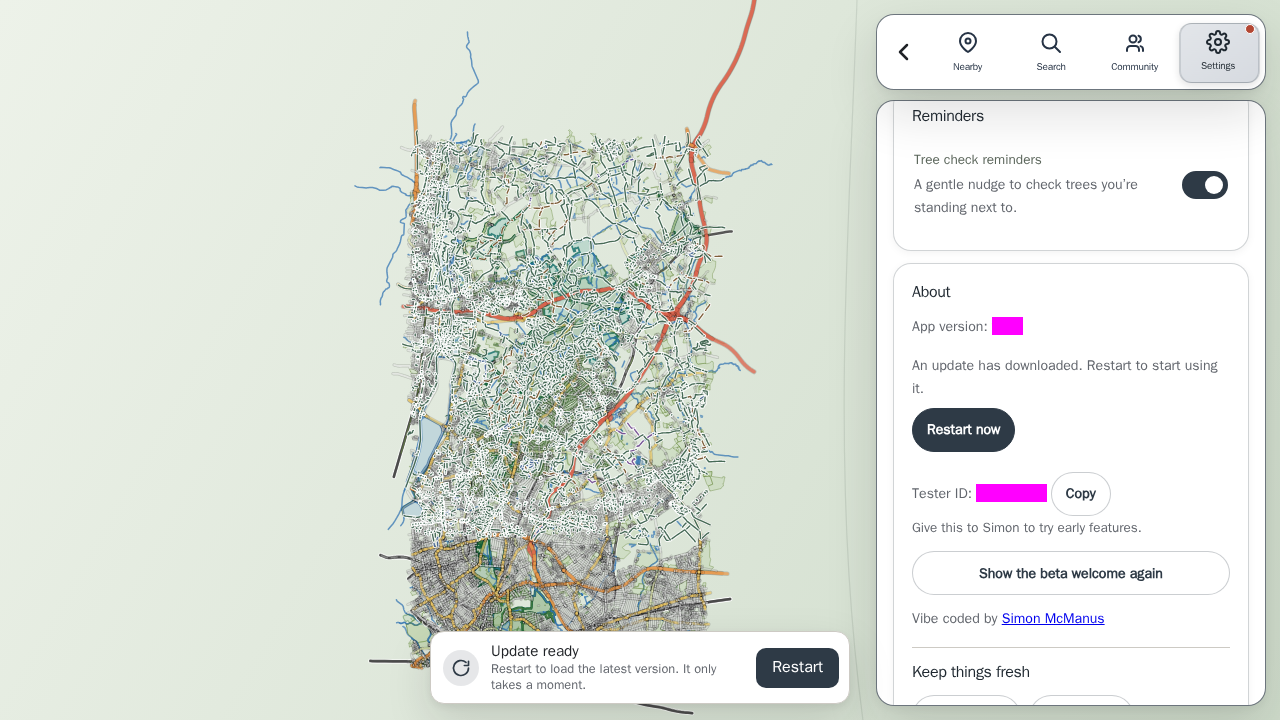 Nearby
Search
Community
Settings
Reminders
Tree check reminders
A gentle nudge to check trees you're
standing next to.
About
App version:
An update has downloaded. Restart to start using
it.
Restart now
Tester ID:
Copy
Give this to Simon to try early features.
Show the beta welcome again
Vibe coded by Simon McManus
Keep things fresh
Update ready
Restart to load the latest version. It only
takes a moment.
Restart